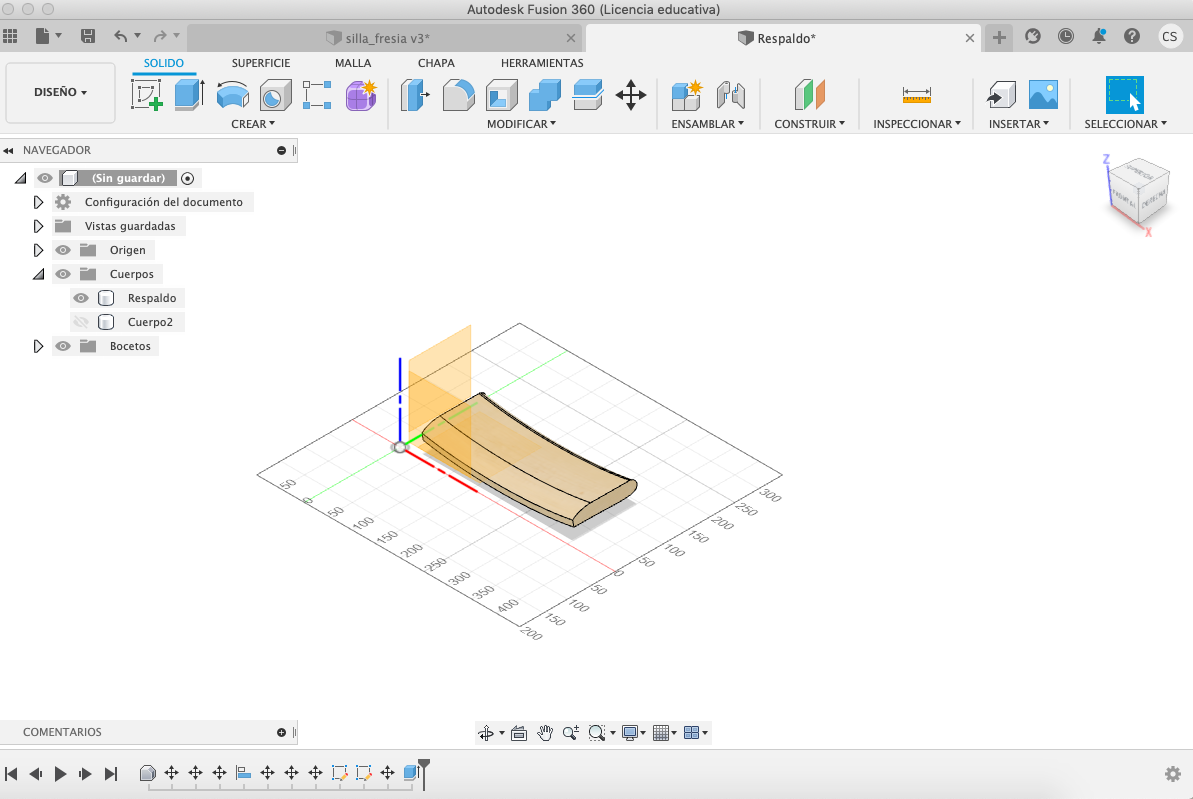 Autodesk Fusion 360 (Licencia educativa)
silla_fresia v3*
Respaldo*
CS
SOLIDO SUPERFICIE MALLA CHAPA HERRAMIENTAS
DISEÑO
CREAR MODIFICAR ENSAMBLAR CONSTRUIR INSPECCIONAR INSERTAR SELECCIONAR
NAVEGADOR
(Sin guardar)
Configuración del documento
Vistas guardadas
Origen
Cuerpos
Respaldo
Cuerpo2
Bocetos
Z
X
50
0
50
100
150
200
250
300
350
400
300
250
200
150
100
50
0
50
100
150
200
COMENTARIOS